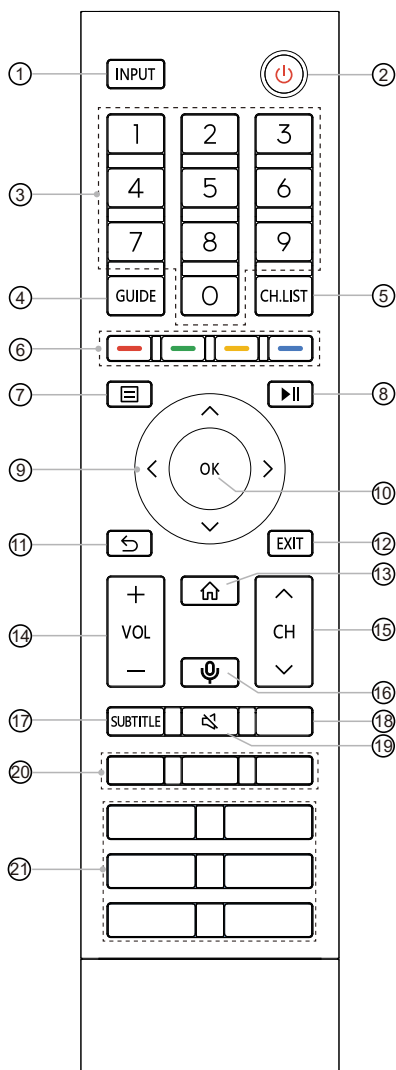 ① INPUT ②
1 2 3
③ 4 5 6
7 8 9
④ GUIDE 0 CH.LIST ⑤
⑥
⑦ ⑧
⑨ OK ⑩
⑪ EXIT ⑫
⑬
+
⑭ VOL CH ⑮
—
⑯
⑰ SUBTITLE ⑱
⑲
⑳
㉑